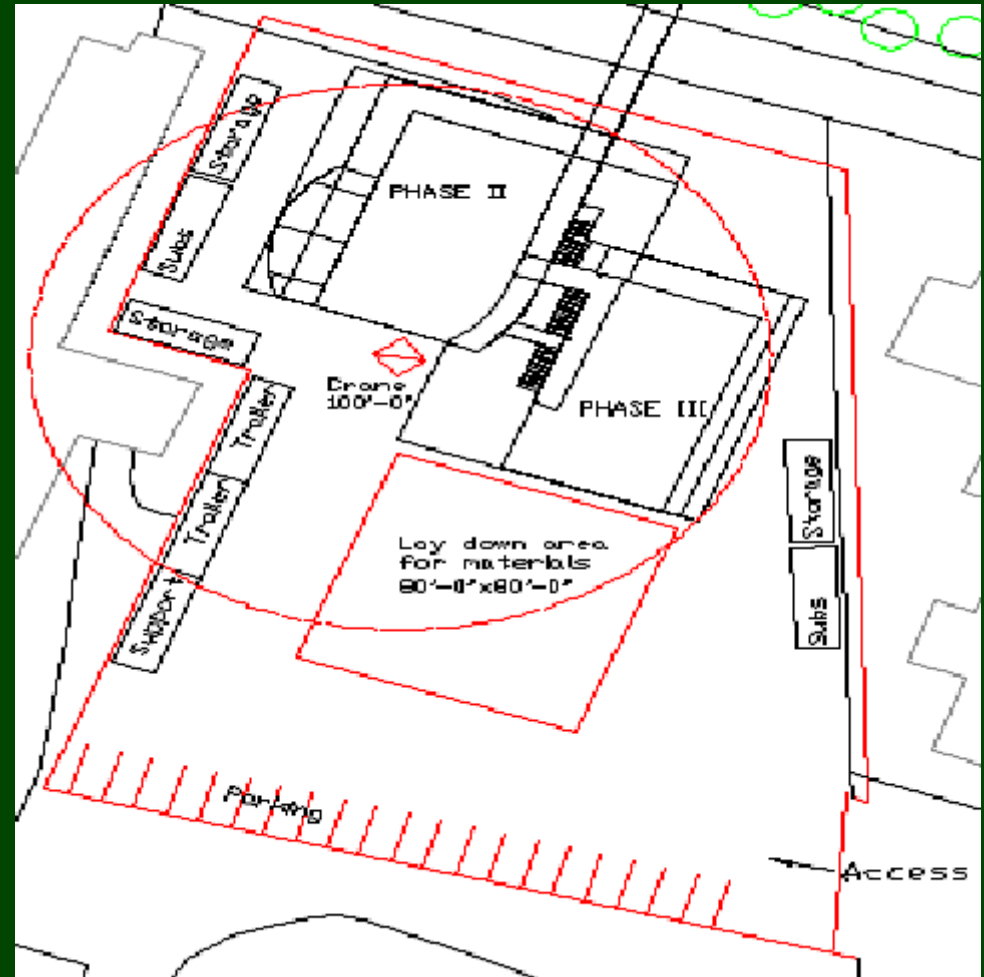 Storage
PHASE II
Subs
Storage
Crane
100'-0"
Trailer
PHASE III
Storage
Trailer
Lay down area
for materials
80'-0"x80'-0"
Support
Subs
Parking
Access